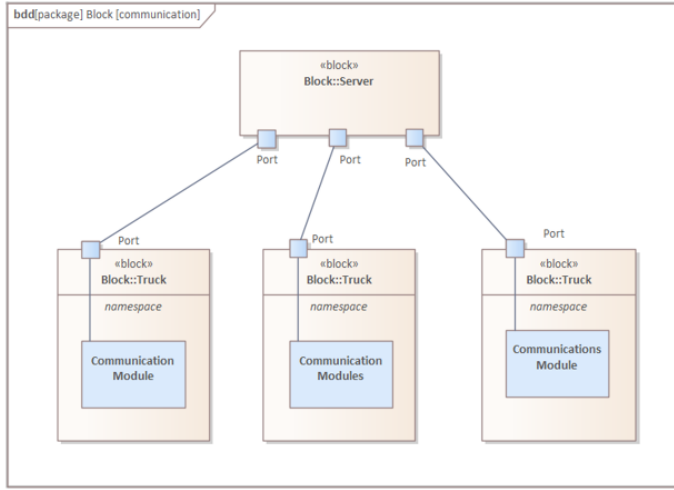 bdd[package] Block [communication]
«block»
Block::Server
Port
Port
Port
Port
Port
Port
«block»
Block::Truck
namespace
Communication
Module
«block»
Block::Truck
namespace
Communication
Modules
«block»
Block::Truck
namespace
Communications
Module